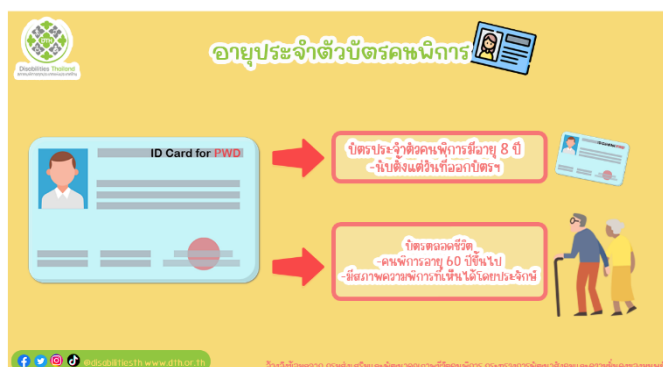 DTH
Disabilities Thailand
อายุประจำตัวบัตรคนพิการ
ID Card for PWD
บัตรประจำตัวคนพิการมีอายุ 8 ปี
-นับตั้งแต่วันที่ออกบัตรฯ
บัตรตลอดชีวิต
-คนพิการอายุ 60 ปีขึ้นไป
-มีสภาพความพิการที่เห็นได้โดยประจักษ์
@disabilitiesth www.dth.or.th